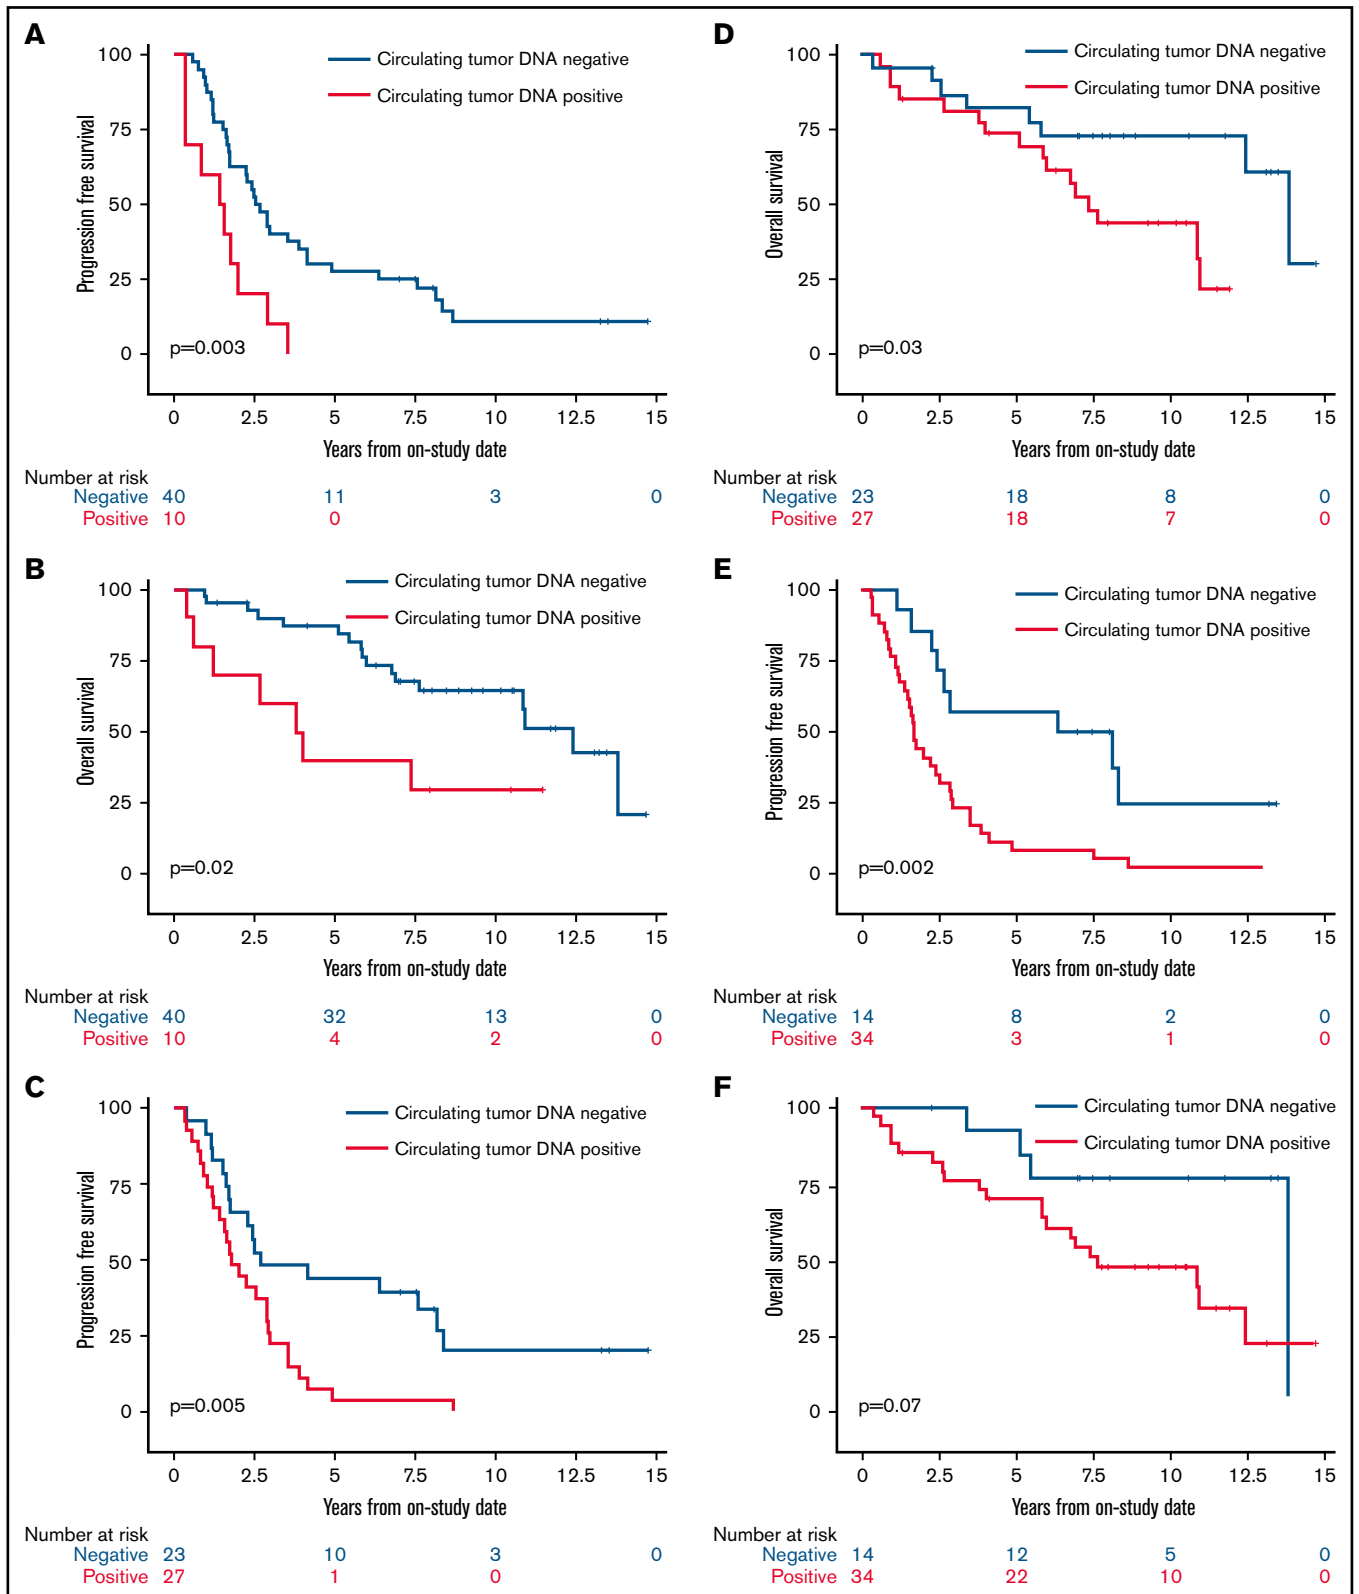 A
100
75
50
25
0
Progression free survival
Circulating tumor DNA negative
Circulating tumor DNA positive
p=0.003
0 2.5 5 7.5 10 12.5 15
Years from on-study date
Number at risk
Negative 40 11 3 0
Positive 10 0
B
100
75
50
25
0
Overall survival
Circulating tumor DNA negative
Circulating tumor DNA positive
p=0.02
0 2.5 5 7.5 10 12.5 15
Years from on-study date
Number at risk
Negative 40 32 13 0
Positive 10 4 2 0
C
100
75
50
25
0
Progression free survival
Circulating tumor DNA negative
Circulating tumor DNA positive
p=0.005
0 2.5 5 7.5 10 12.5 15
Years from on-study date
Number at risk
Negative 23 10 3 0
Positive 27 1 0
D
100
75
50
25
0
Overall survival
Circulating tumor DNA negative
Circulating tumor DNA positive
p=0.03
0 2.5 5 7.5 10 12.5 15
Years from on-study date
Number at risk
Negative 23 18 8 0
Positive 27 18 7 0
E
100
75
50
25
0
Progression free survival
Circulating tumor DNA negative
Circulating tumor DNA positive
p=0.002
0 2.5 5 7.5 10 12.5 15
Years from on-study date
Number at risk
Negative 14 8 2 0
Positive 34 3 1 0
F
100
75
50
25
0
Overall survival
Circulating tumor DNA negative
Circulating tumor DNA positive
p=0.07
0 2.5 5 7.5 10 12.5 15
Years from on-study date
Number at risk
Negative 14 12 5 0
Positive 34 22 10 0